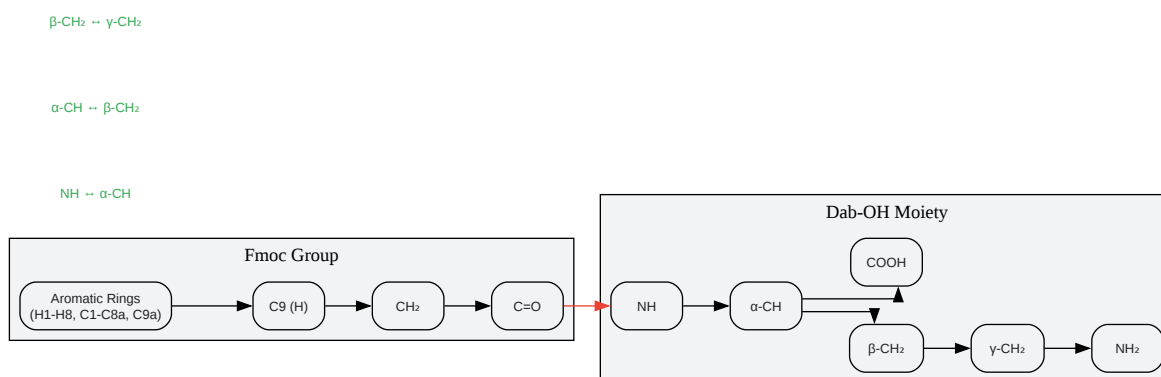 β-CH₂ ↔ γ-CH₂
α-CH ↔ β-CH₂
NH ↔ α-CH
Dab-OH Moiety
Fmoc Group
COOH
Aromatic Rings
(H1-H8, C1-C8a, C9a)
C9 (H)
CH₂
C=O
NH
α-CH
β-CH₂
γ-CH₂
NH₂